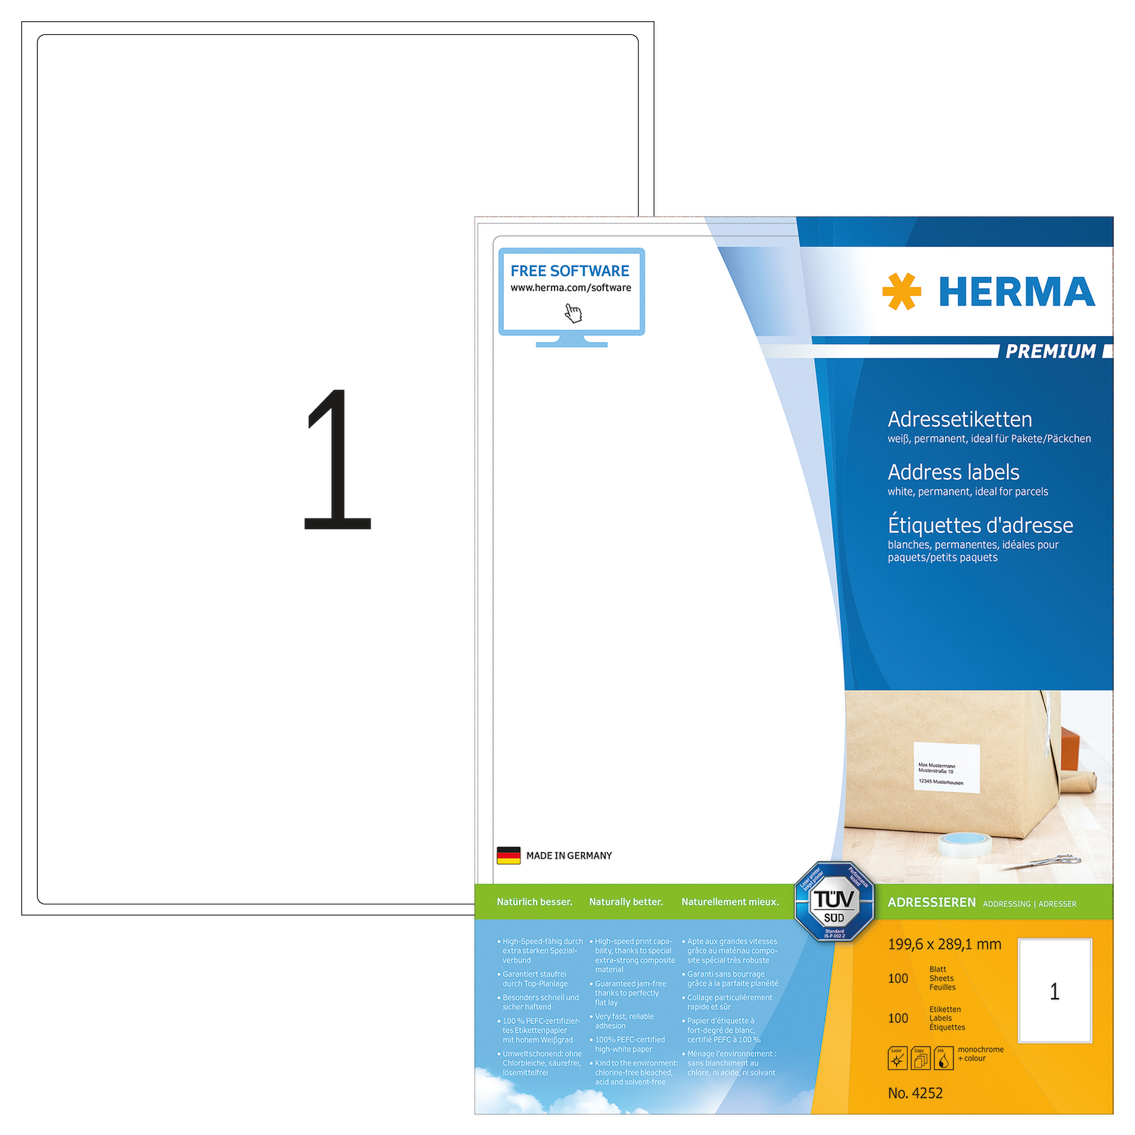 1
FREE SOFTWARE
www.herma.com/software
HERMA
PREMIUM
Adressetiketten
weiß, permanent, ideal für Pakete/Päckchen
Address labels
white, permanent, ideal for parcels
Étiquettes d'adresse
blanches, permanentes, idéales pour
paquets/petits paquets
Max Mustermann
Musterstraße 10
12345 Musterhausen
MADE IN GERMANY
Natürlich besser.
Naturally better.
Naturellement mieux.
TÜV
SÜD
Standard
ADRESSIEREN ADDRESSING | ADRESSER
• High-Speed-fähig durch
extra starken Spezial-
verbund
• Garantiert staufrei
durch Top-Planlage
• Besonders schnell und
sicher haftend
• 100 % PEFC-zertifizier-
tes Etikettenpapier
mit hohem Weißgrad
• Umweltschonend: ohne
Chlorbleiche, säurefrei,
lösemittelfrei
• High-speed print capa-
bility, thanks to special
extra-strong composite
material
• Guaranteed jam-free
thanks to perfectly
flat lay
• Very fast, reliable
adhesion
• 100% PEFC-certified
high-white paper
• Kind to the environment:
chlorine-free bleached,
acid and solvent-free
• Apte aux grandes vitesses
grâce au matériau compo-
site spécial très robuste
• Garanti sans bourrage
grâce à la parfaite planéité
• Collage particulièrement
rapide et sûr
• Papier d'étiquette à
fort-degré de blanc,
certifié PEFC à 100 %
• Ménage l'environnement :
sans blanchiment au
chlore, ni acide, ni solvant
199,6 x 289,1 mm
100
Blatt
Sheets
Feuilles
100
Etiketten
Labels
Étiquettes
1
Laser
Copy
Ink
monochrome
+ colour
No. 4252